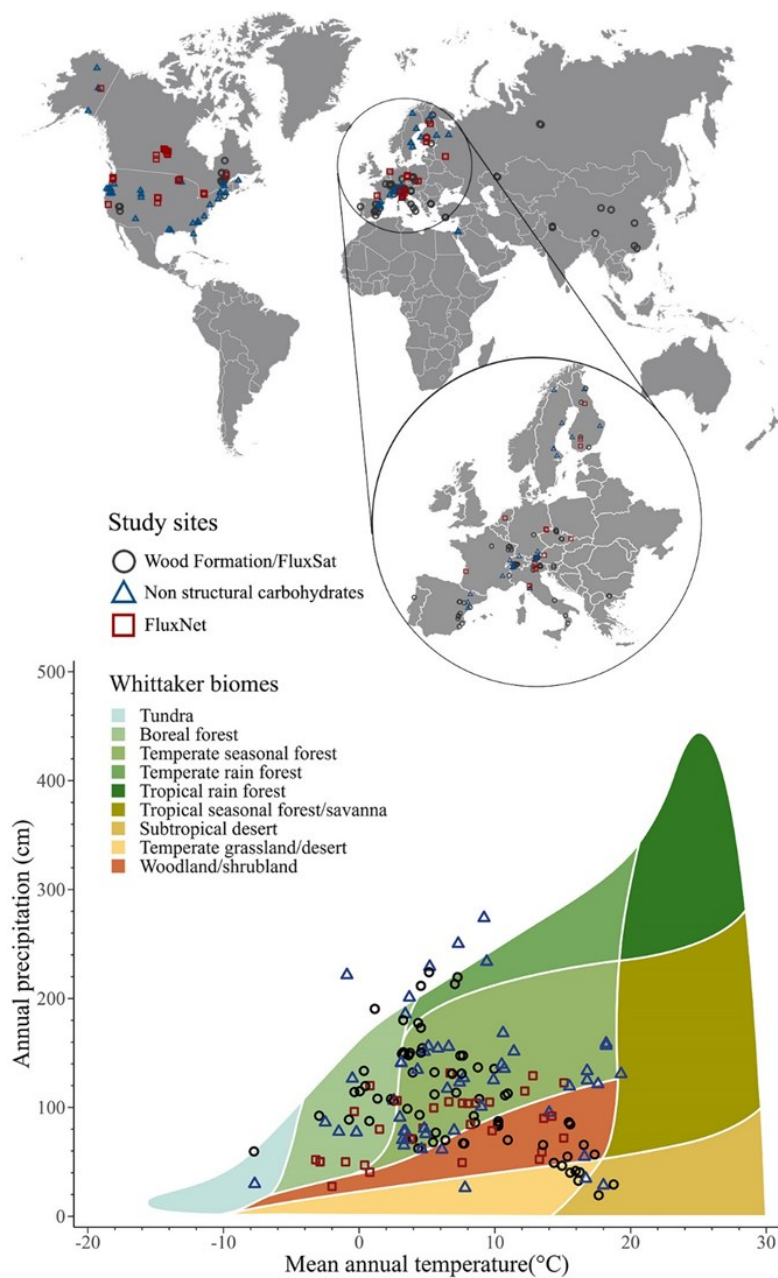 Study sites
Wood Formation/FluxSat
Non structural carbohydrates
FluxNet
Whittaker biomes
Tundra
Boreal forest
Temperate seasonal forest
Temperate rain forest
Tropical rain forest
Tropical seasonal forest/savanna
Subtropical desert
Temperate grassland/desert
Woodland/shrubland
Annual precipitation (cm)
500
400
300
200
100
0
-20
-10
0
10
20
30
Mean annual temperature(°C)